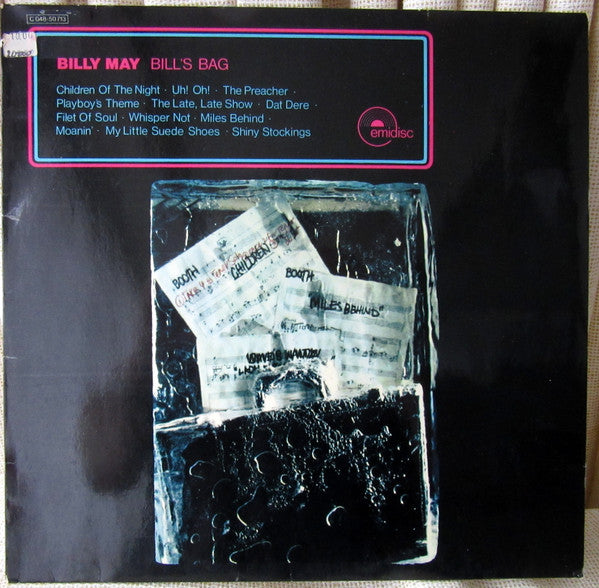 C 048-50 713
BILLY MAY BILL'S BAG
Children Of The Night · Uh! Oh! · The Preacher ·
Playboy's Theme · The Late, Late Show · Dat Dere ·
Filet Of Soul · Whisper Not · Miles Behind ·
Moanin' · My Little Suede Shoes · Shiny Stockings
emidisc
BOOTH
CHILDREN
BOOTH
"MILES BEHIND"